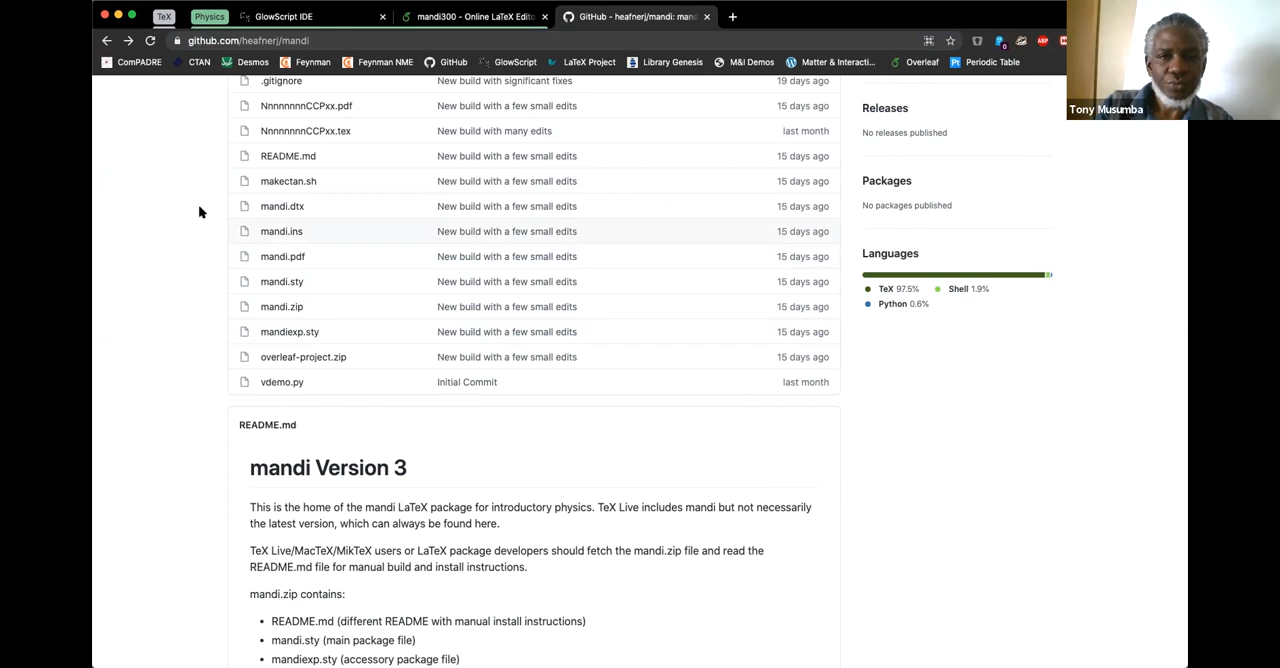 TeX Physics GlowScript IDE mandi300 - Online LaTeX Edito GitHub - heafnerj/mandi: mand
github.com/heafnerj/mandi
ComPADRE CTAN Desmos Feynman Feynman NME GitHub GlowScript LaTeX Project Library Genesis M&I Demos Matter & Interacti... Overleaf Periodic Table
Tony Musumba
.gitignore New build with significant fixes 19 days ago
NnnnnnnnCCPxx.pdf New build with a few small edits 15 days ago
NnnnnnnnCCPxx.tex New build with many edits last month
README.md New build with a few small edits 15 days ago
makectan.sh New build with a few small edits 15 days ago
mandi.dtx New build with a few small edits 15 days ago
mandi.ins New build with a few small edits 15 days ago
mandi.pdf New build with a few small edits 15 days ago
mandi.sty New build with a few small edits 15 days ago
mandi.zip New build with a few small edits 15 days ago
mandiexp.sty New build with a few small edits 15 days ago
overleaf-project.zip New build with a few small edits 15 days ago
vdemo.py Initial Commit last month
Releases
No releases published
Packages
No packages published
Languages
TeX 97.5% Shell 1.9%
Python 0.6%
README.md
mandi Version 3
This is the home of the mandi LaTeX package for introductory physics. TeX Live includes mandi but not necessarily
the latest version, which can always be found here.
TeX Live/MacTeX/MikTeX users or LaTeX package developers should fetch the mandi.zip file and read the
README.md file for manual build and install instructions.
mandi.zip contains:
• README.md (different README with manual install instructions)
• mandi.sty (main package file)
• mandiexp.sty (accessory package file)